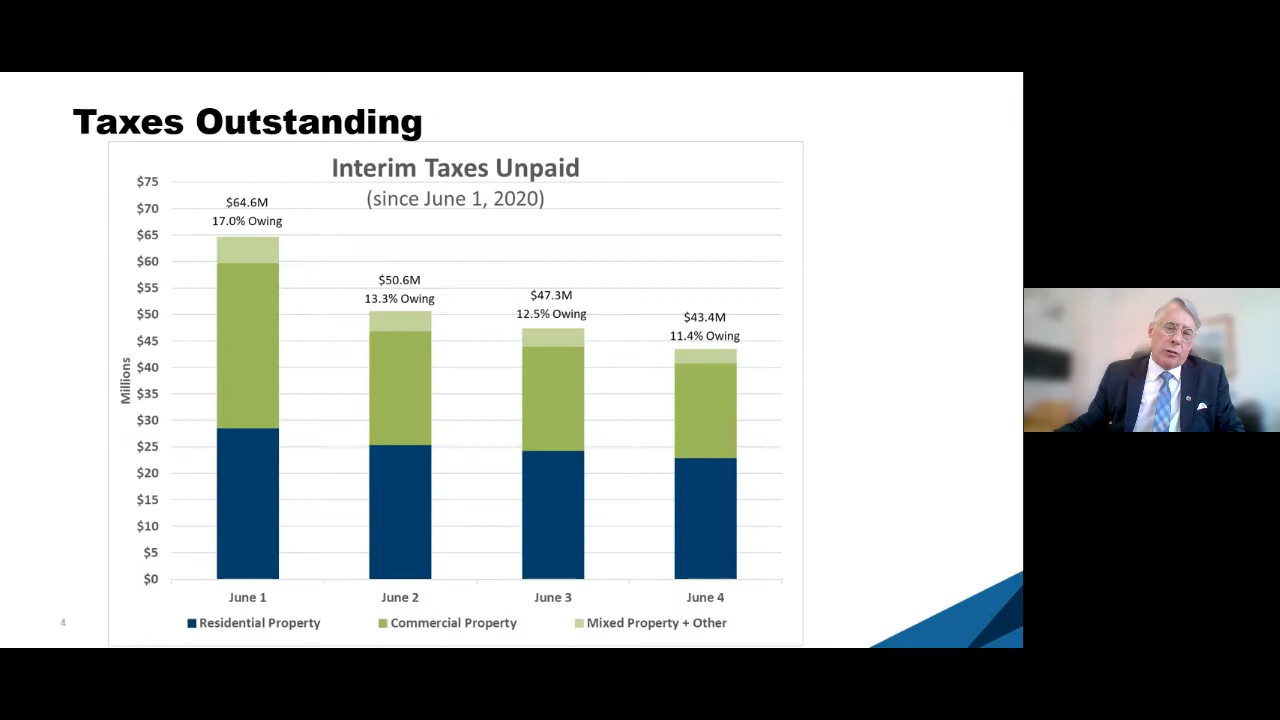 Taxes Outstanding
Interim Taxes Unpaid
(since June 1, 2020)
$75
$70
$65
$60
$55
$50
$45
$40
$35
$30
$25
$20
$15
$10
$5
$0
Millions
$64.6M
17.0% Owing
$50.6M
13.3% Owing
$47.3M
12.5% Owing
$43.4M
11.4% Owing
June 1
June 2
June 3
June 4
Residential Property
Commercial Property
Mixed Property + Other
4